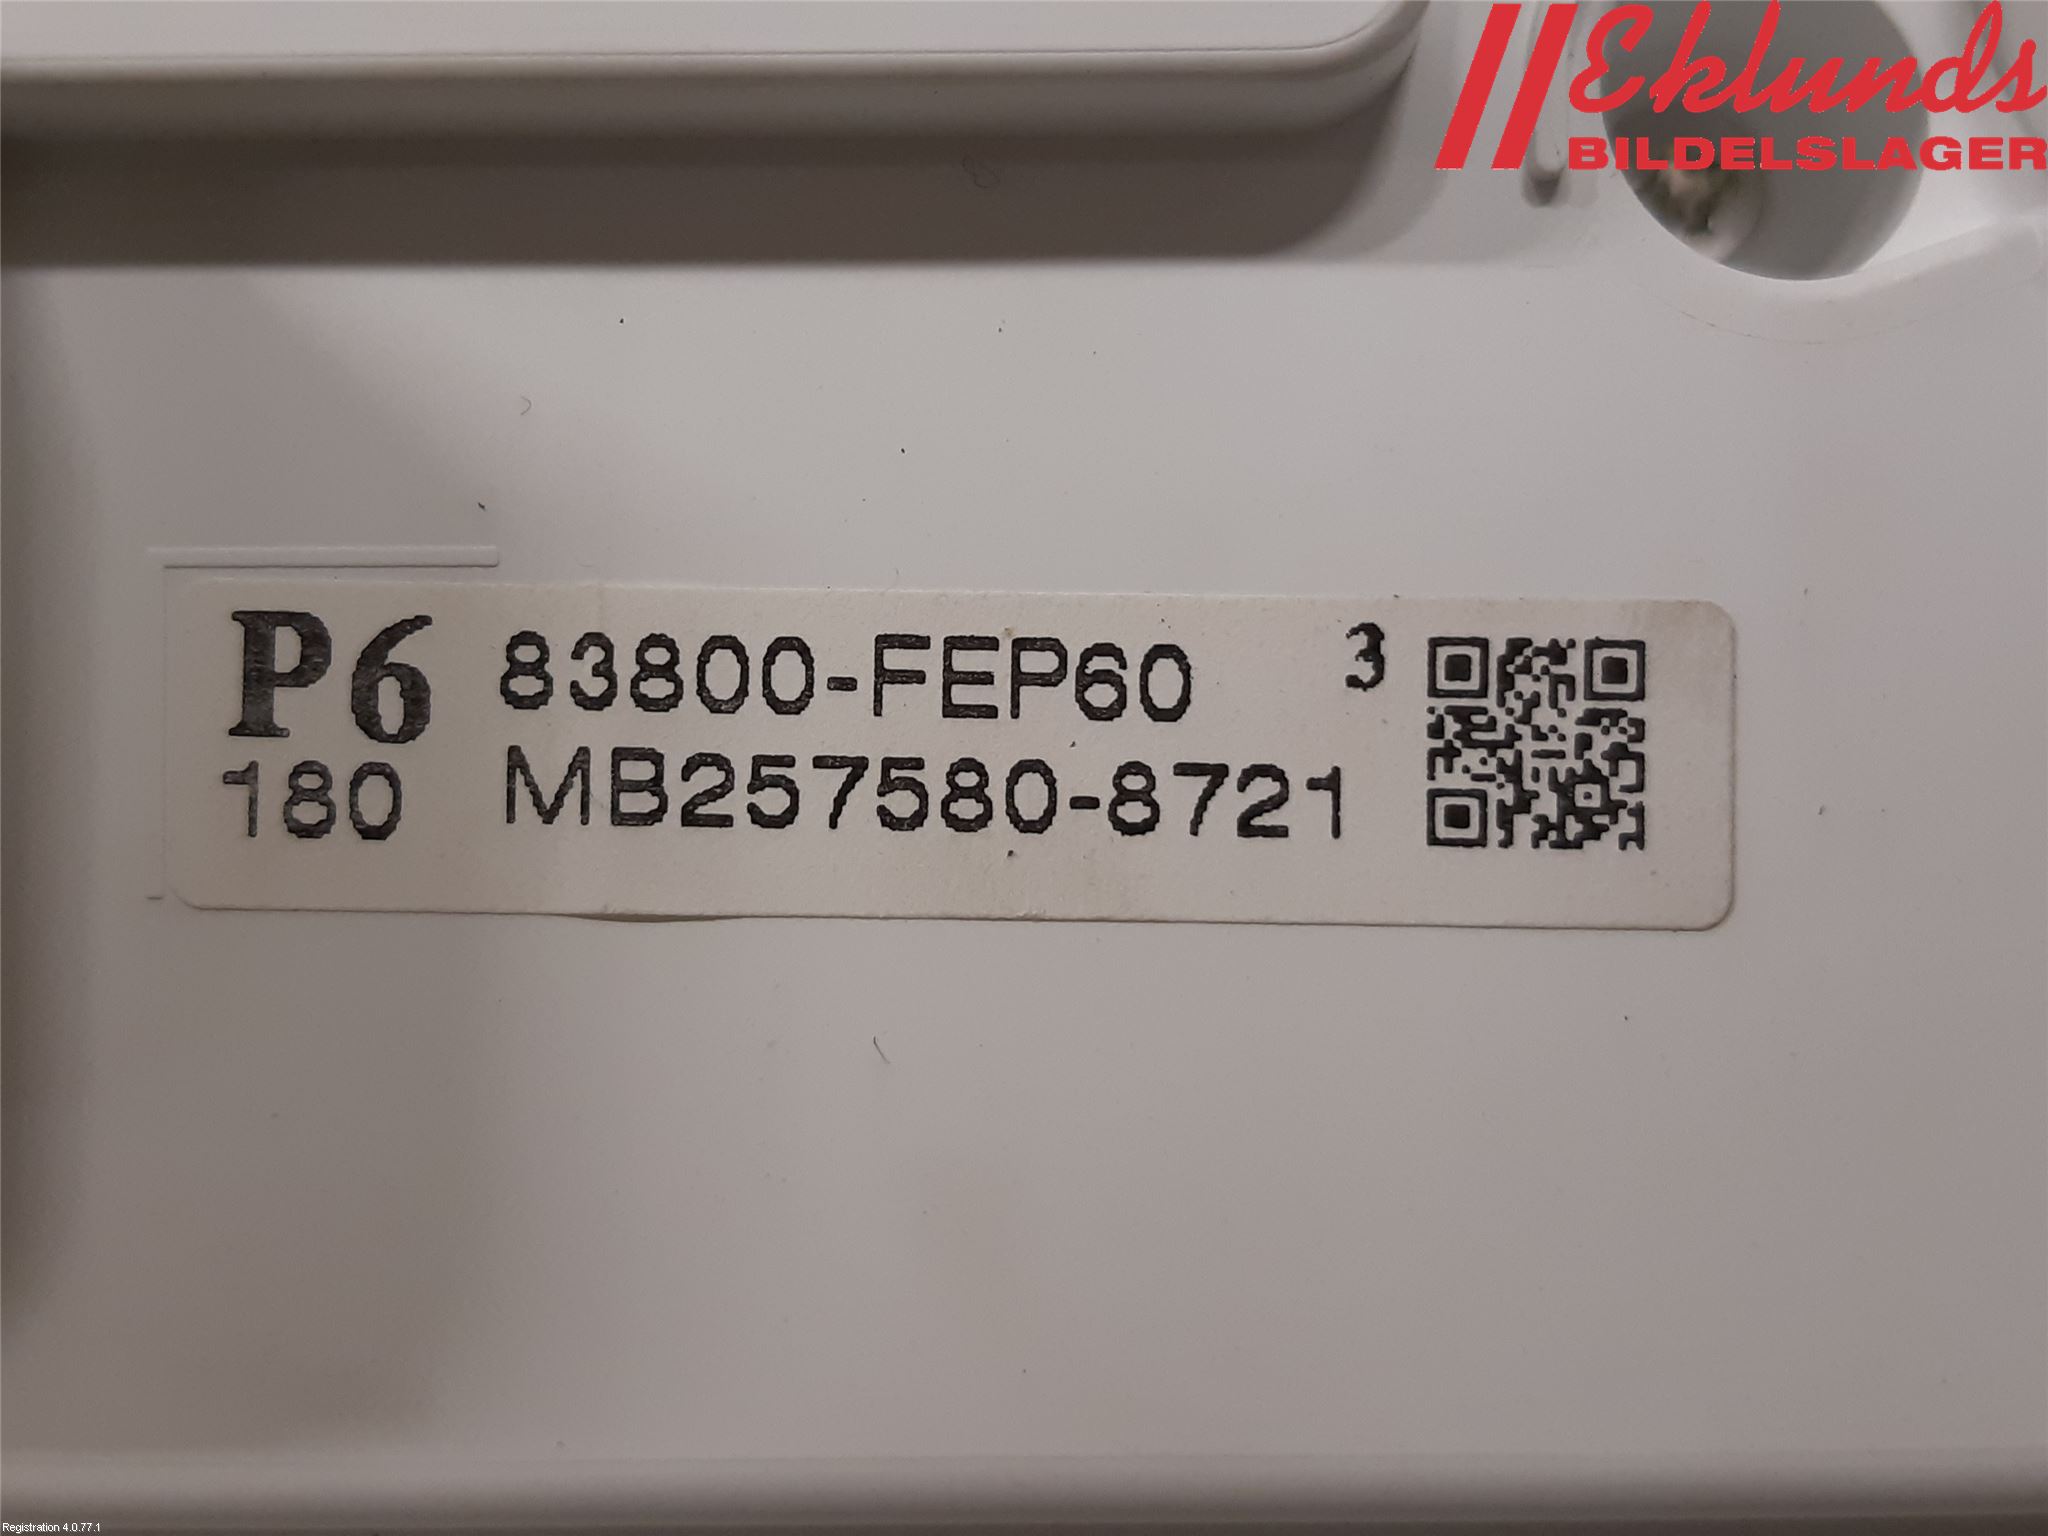 Eklunds
BILDELSLAGER
P6 83800-FEP60 3
180 MB257580-8721
Registration 4.0.77.1